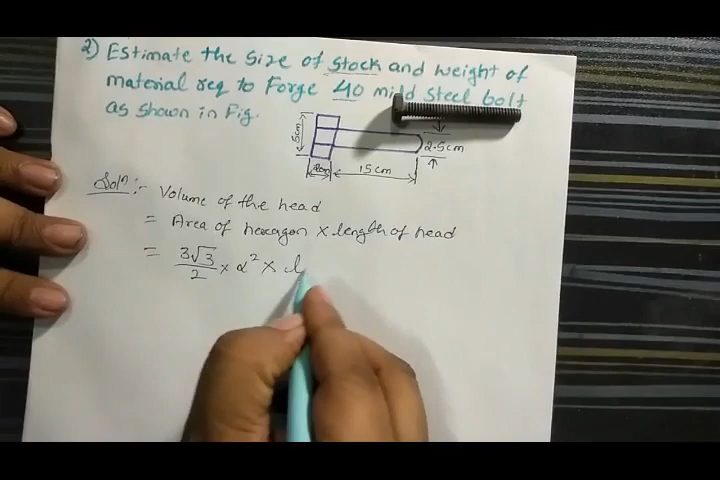 2) Estimate the size of stock and weight of
material req to Forge 40 mild steel bolt
as shown in Fig.
5cm
2.5cm
15cm
Soln:- Volume of the head
= Area of hexagon × length of head
= 3√3/2 × a² × l